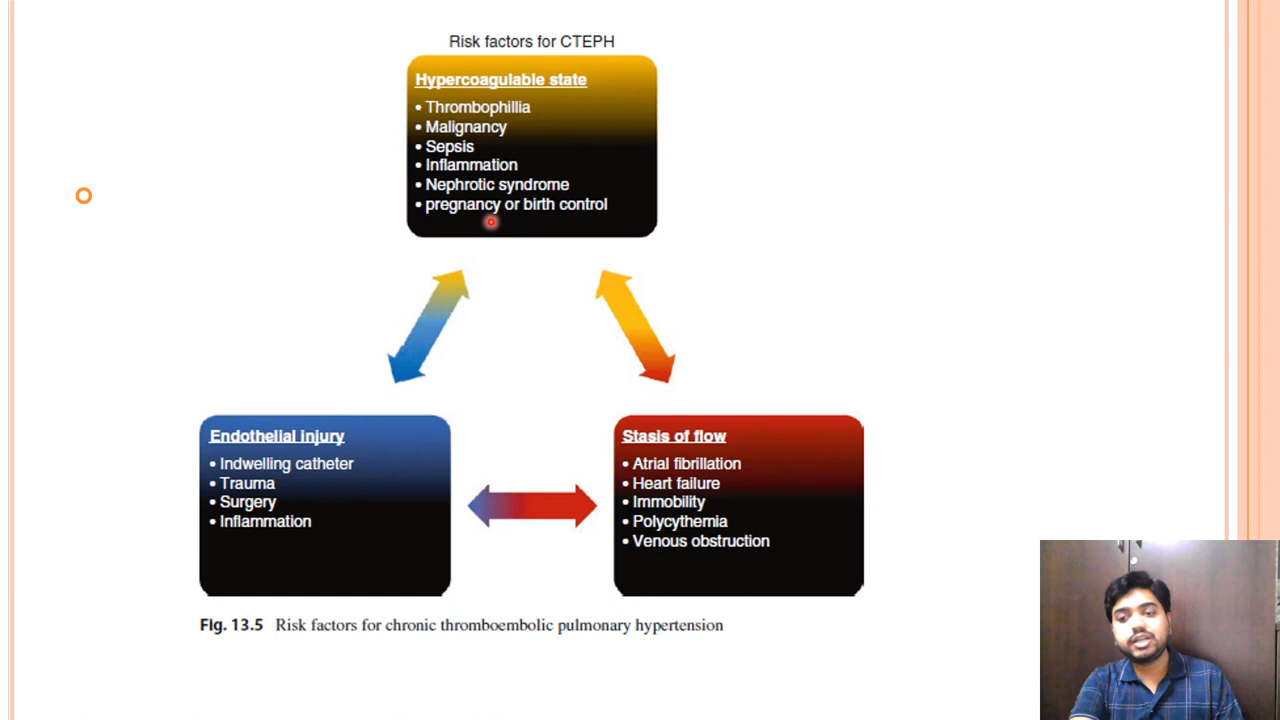 Risk factors for CTEPH
Hypercoagulable state
• Thrombophillia
• Malignancy
• Sepsis
• Inflammation
• Nephrotic syndrome
• pregnancy or birth control
Endothelial injury
• Indwelling catheter
• Trauma
• Surgery
• Inflammation
Stasis of flow
• Atrial fibrillation
• Heart failure
• Immobility
• Polycythemia
• Venous obstruction
Fig. 13.5 Risk factors for chronic thromboembolic pulmonary hypertension